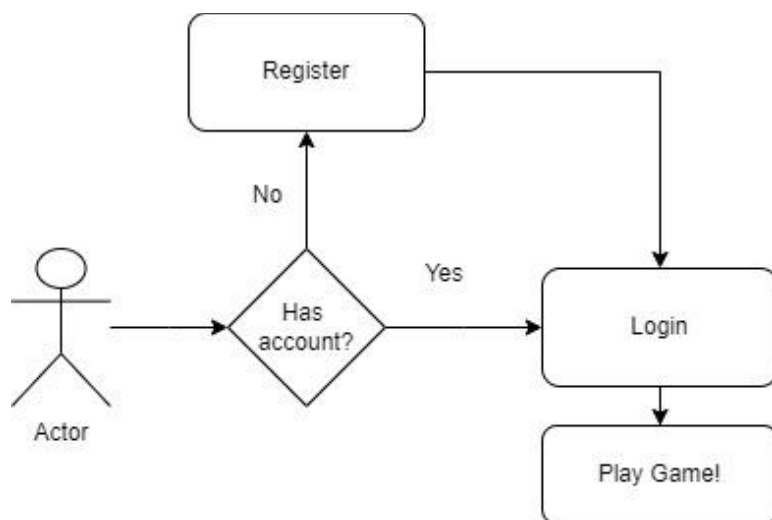 Register
No
Yes
Has
account?
Login
Actor
Play Game!